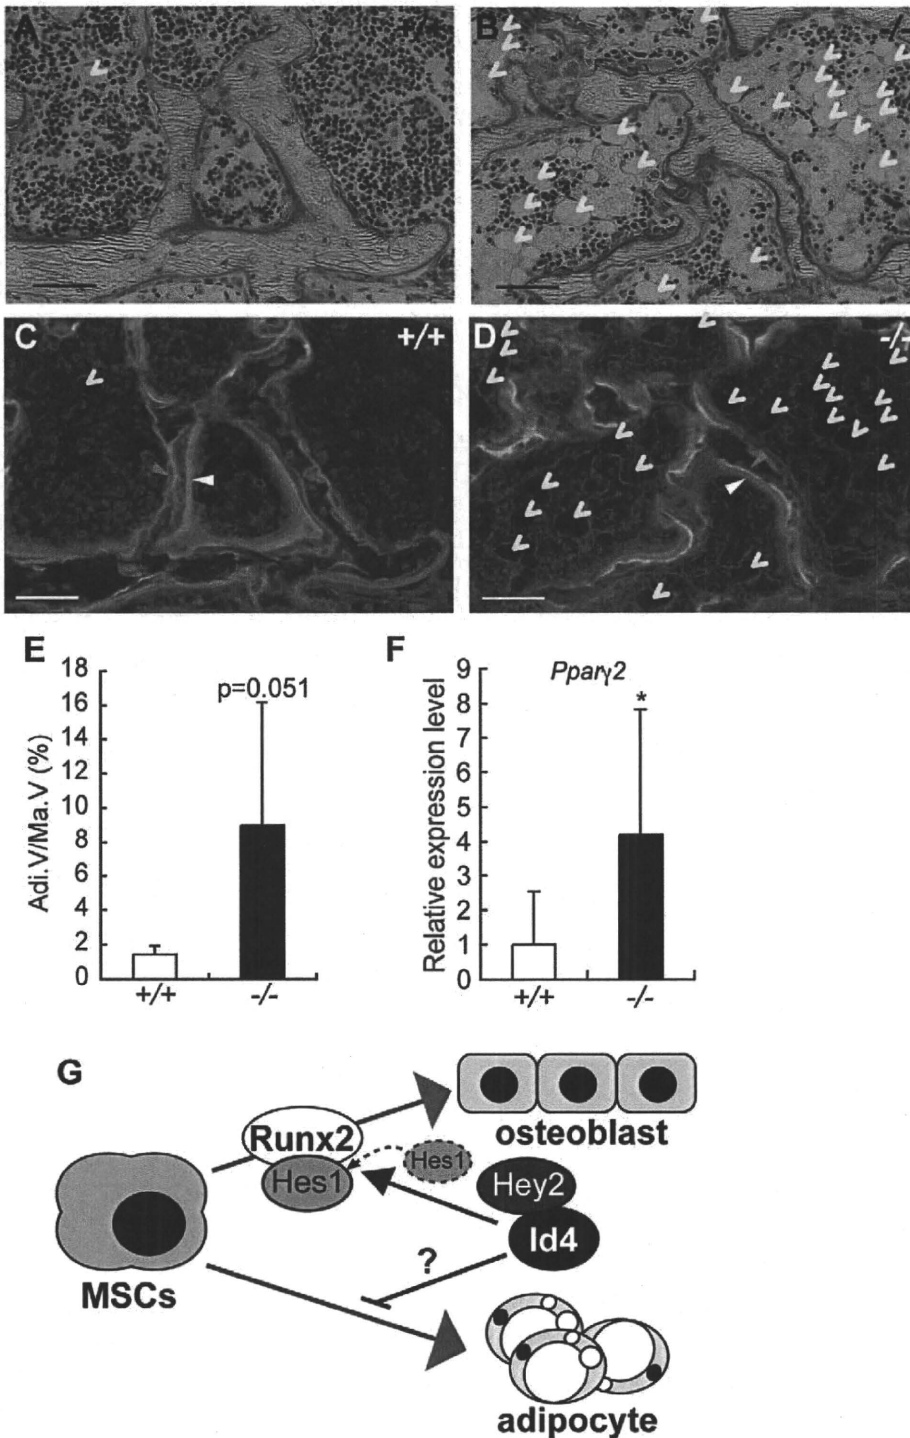 A +/+
B -/-
C +/+
D -/-
E
18
16
14
12
10
8
6
4
2
0
Adi.V/Ma.V (%)
p=0.051
+/+ -/-
F
9
8
7
6
5
4
3
2
1
0
Relative expression level
Pparγ2
*
+/+ -/-
G
Runx2
Hes1
Hes1
osteoblast
Hey2
Id4
?
MSCs
adipocyte